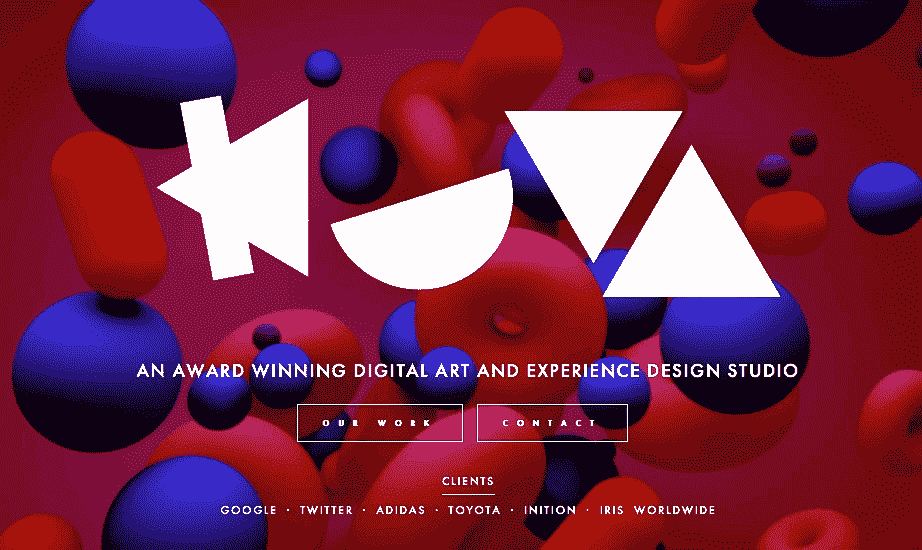 KUVA
AN AWARD WINNING DIGITAL ART AND EXPERIENCE DESIGN STUDIO
OUR WORK
CONTACT
CLIENTS
GOOGLE · TWITTER · ADIDAS · TOYOTA · INITION · IRIS WORLDWIDE